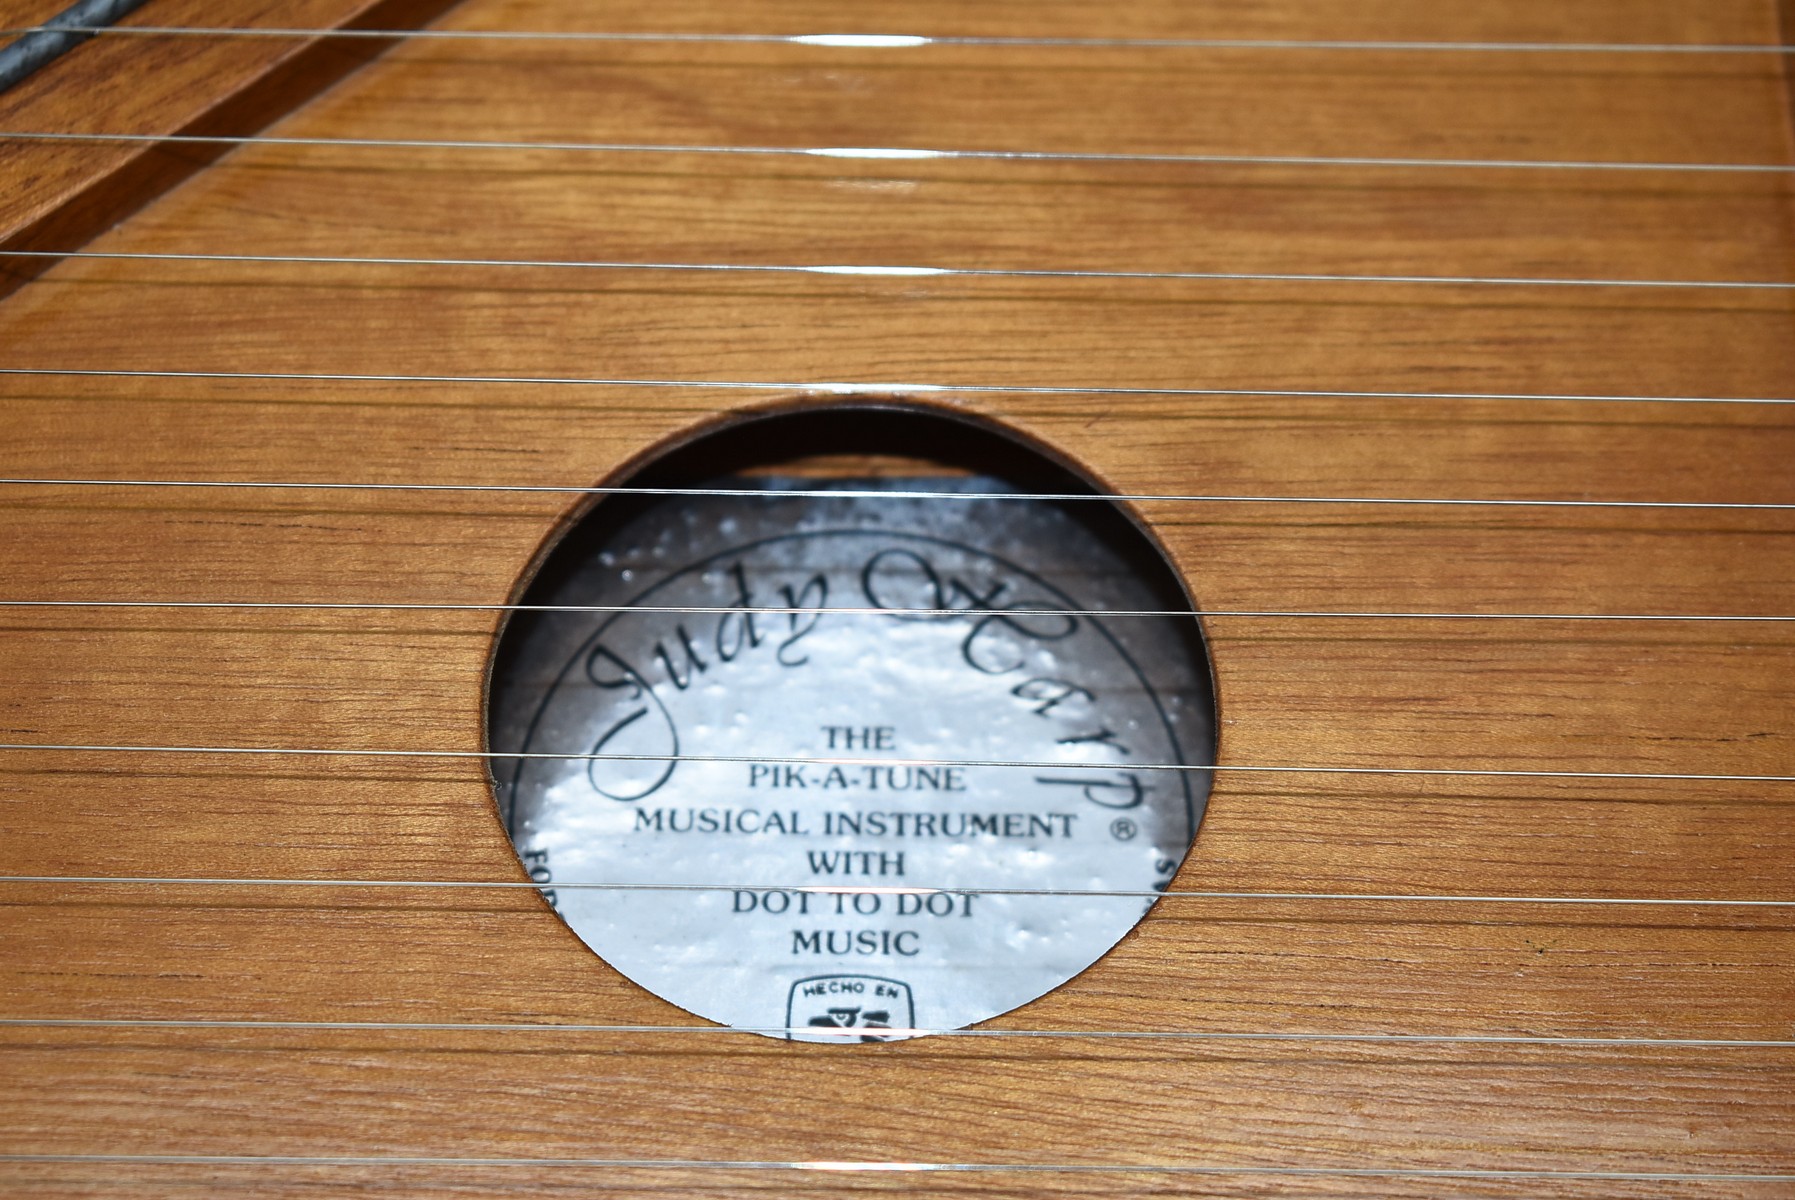 Judy Harp ®
THE
PIK-A-TUNE
MUSICAL INSTRUMENT
WITH
DOT TO DOT
MUSIC
HECHO EN